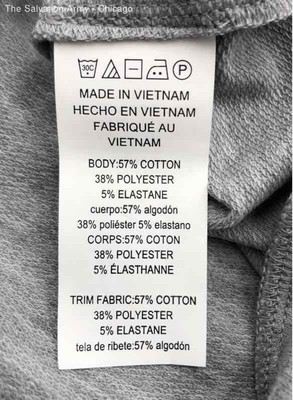 The Salvation Army - Chicago
30C
P
MADE IN VIETNAM
HECHO EN VIETNAM
FABRIQUÉ AU
VIETNAM
BODY:57% COTTON
38% POLYESTER
5% ELASTANE
cuerpo:57% algodón
38% poliéster 5% elastano
CORPS:57% COTON
38% POLYESTER
5% ÉLASTHANNE
TRIM FABRIC:57% COTTON
38% POLYESTER
5% ELASTANE
tela de ribete:57% algodón